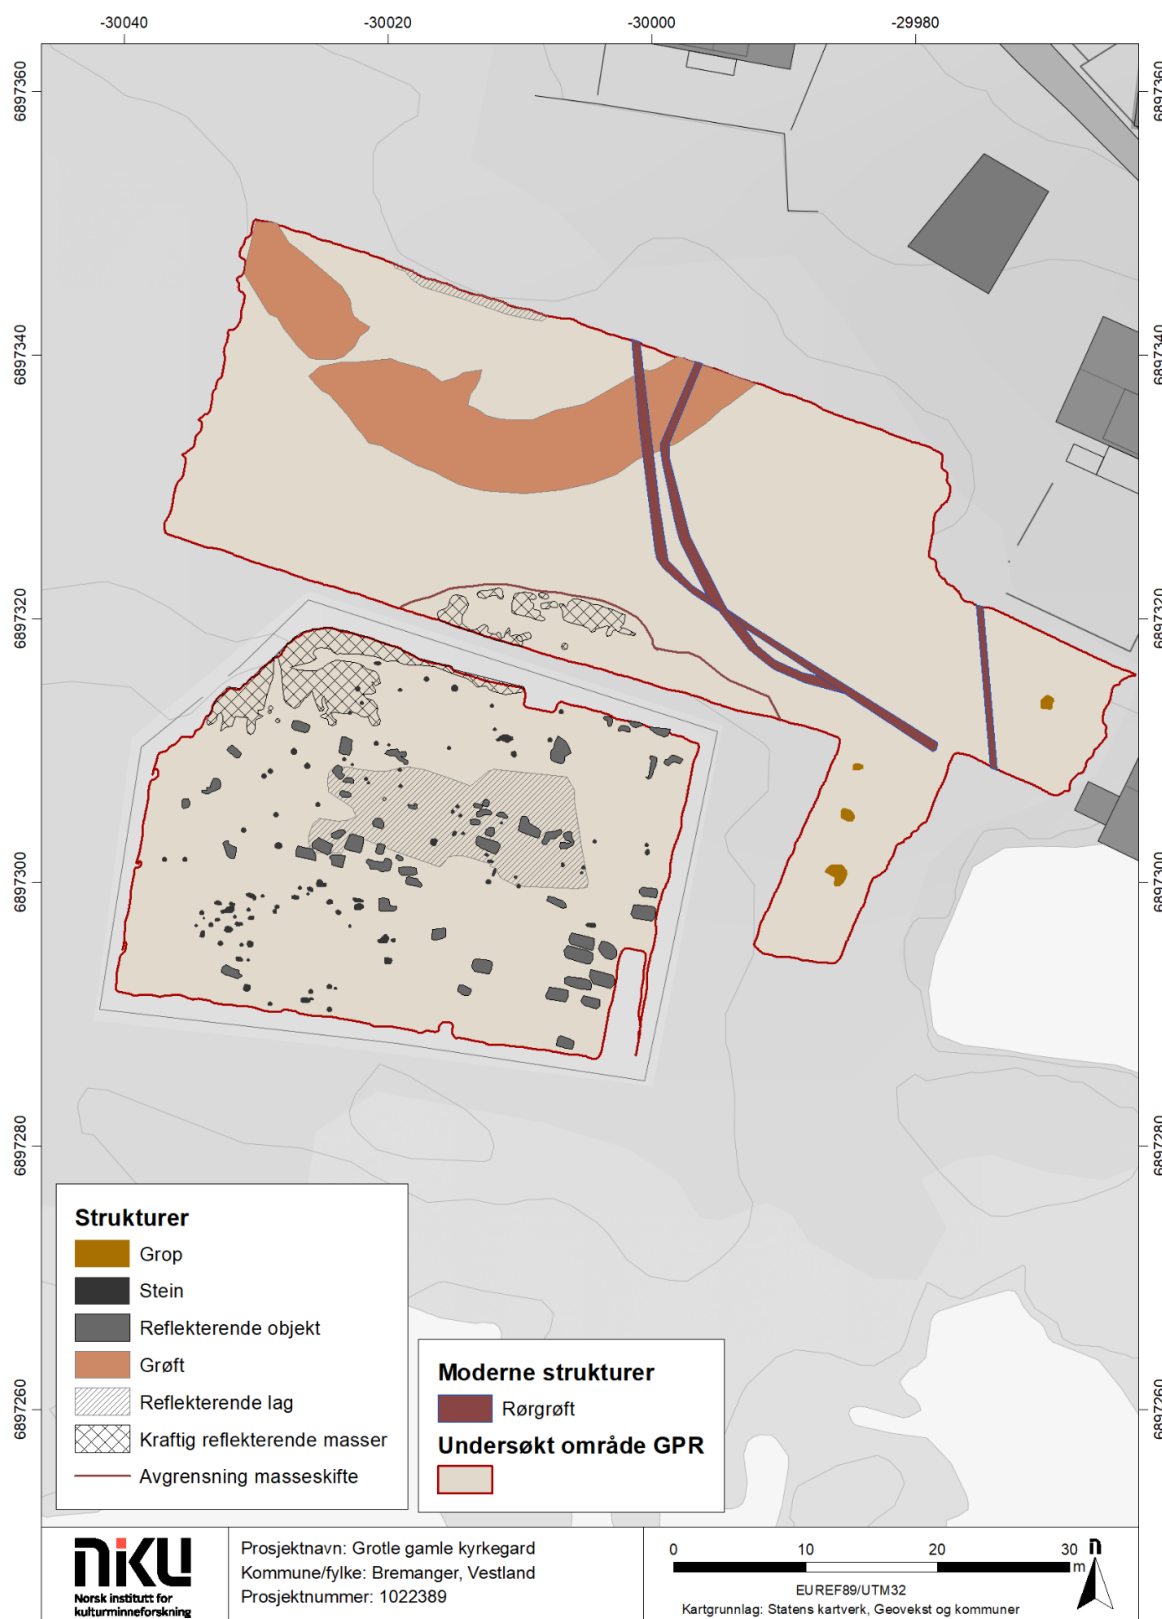 -30040 -30020 -30000 -29980
6897360 6897360
6897340 6897340
6897320 6897320
6897300 6897300
6897280 6897280
6897260 6897260
Strukturer
Grop
Stein
Reflekterende objekt
Grøft
Reflekterende lag
Kraftig reflekterende masser
Avgrensning masseskifte
Moderne strukturer
Rørgrøft
Undersøkt område GPR
NIKU
Norsk institutt for
kulturminneforskning
Prosjektnavn: Grotle gamle kyrkegard
Kommune/fylke: Bremanger, Vestland
Prosjektnummer: 1022389
0 10 20 30
m
n
EUREF89/UTM32
Kartgrunnlag: Statens kartverk, Geovekst og kommuner